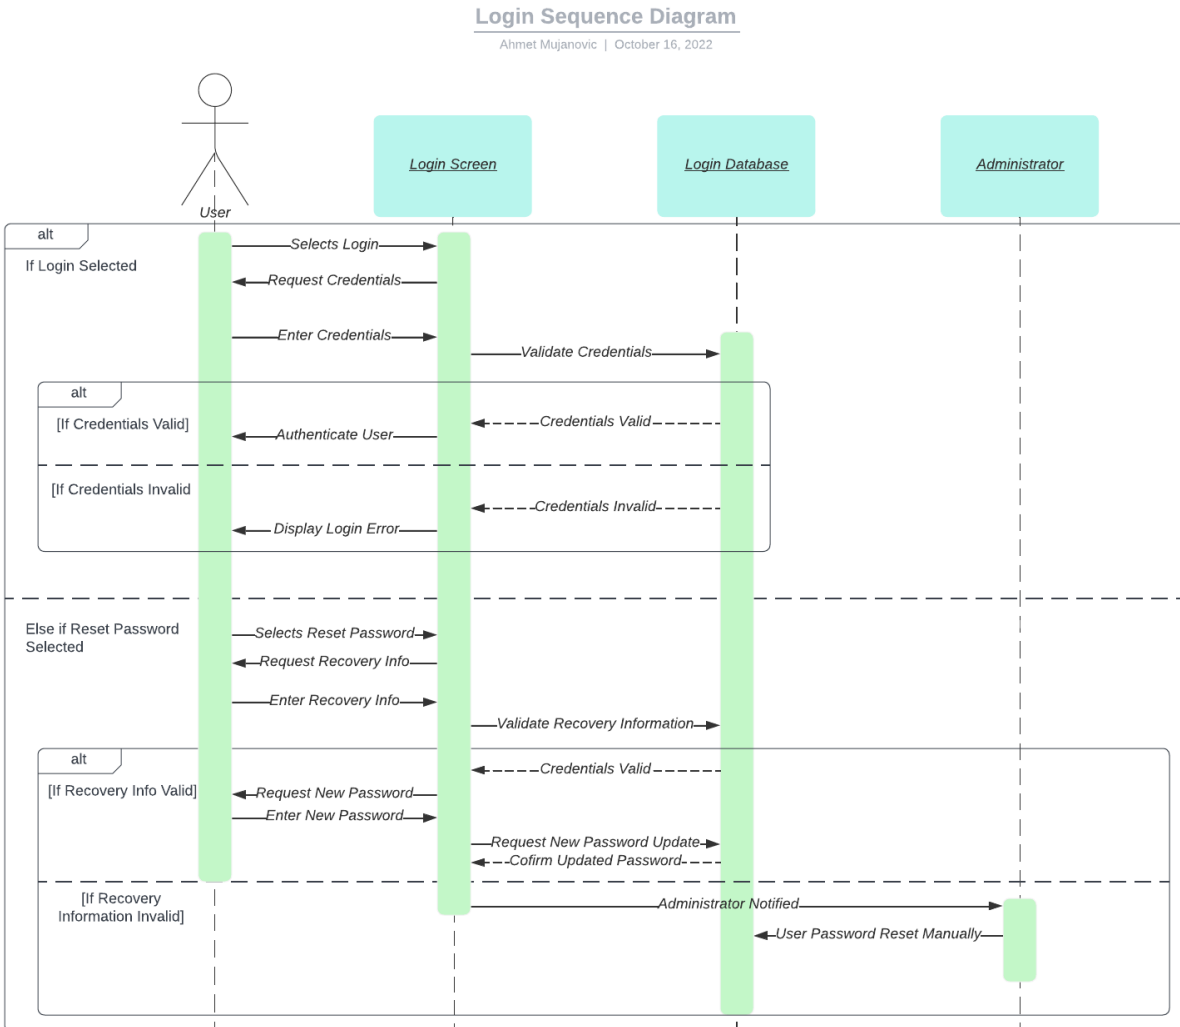 Login Sequence Diagram
Ahmet Mujanovic | October 16, 2022
User
Login Screen
Login Database
Administrator
alt
If Login Selected
Selects Login
Request Credentials
Enter Credentials
Validate Credentials
alt
[If Credentials Valid]
Credentials Valid
Authenticate User
[If Credentials Invalid
Credentials Invalid
Display Login Error
Else if Reset Password
Selected
Selects Reset Password
Request Recovery Info
Enter Recovery Info
Validate Recovery Information
alt
Credentials Valid
[If Recovery Info Valid]
Request New Password
Enter New Password
Request New Password Update
Cofirm Updated Password
[If Recovery
Information Invalid]
Administrator Notified
User Password Reset Manually